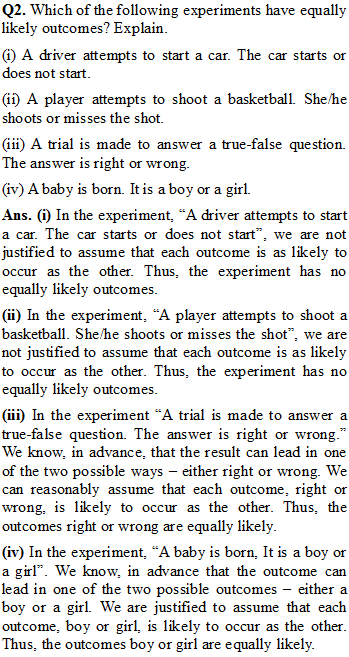 Q2. Which of the following experiments have equally
likely outcomes? Explain.
(i) A driver attempts to start a car. The car starts or
does not start.
(ii) A player attempts to shoot a basketball. She/he
shoots or misses the shot.
(iii) A trial is made to answer a true-false question.
The answer is right or wrong.
(iv) A baby is born. It is a boy or a girl.
Ans. (i) In the experiment, “A driver attempts to start
a car. The car starts or does not start”, we are not
justified to assume that each outcome is as likely to
occur as the other. Thus, the experiment has no
equally likely outcomes.
(ii) In the experiment, “A player attempts to shoot a
basketball. She/he shoots or misses the shot”, we are
not justified to assume that each outcome is as likely
to occur as the other. Thus, the experiment has no
equally likely outcomes.
(iii) In the experiment “A trial is made to answer a
true-false question. The answer is right or wrong.”
We know, in advance, that the result can lead in one
of the two possible ways – either right or wrong. We
can reasonably assume that each outcome, right or
wrong, is likely to occur as the other. Thus, the
outcomes right or wrong are equally likely.
(iv) In the experiment, “A baby is born, It is a boy or
a girl”. We know, in advance that the outcome can
lead in one of the two possible outcomes – either a
boy or a girl. We are justified to assume that each
outcome, boy or girl, is likely to occur as the other.
Thus, the outcomes boy or girl are equally likely.